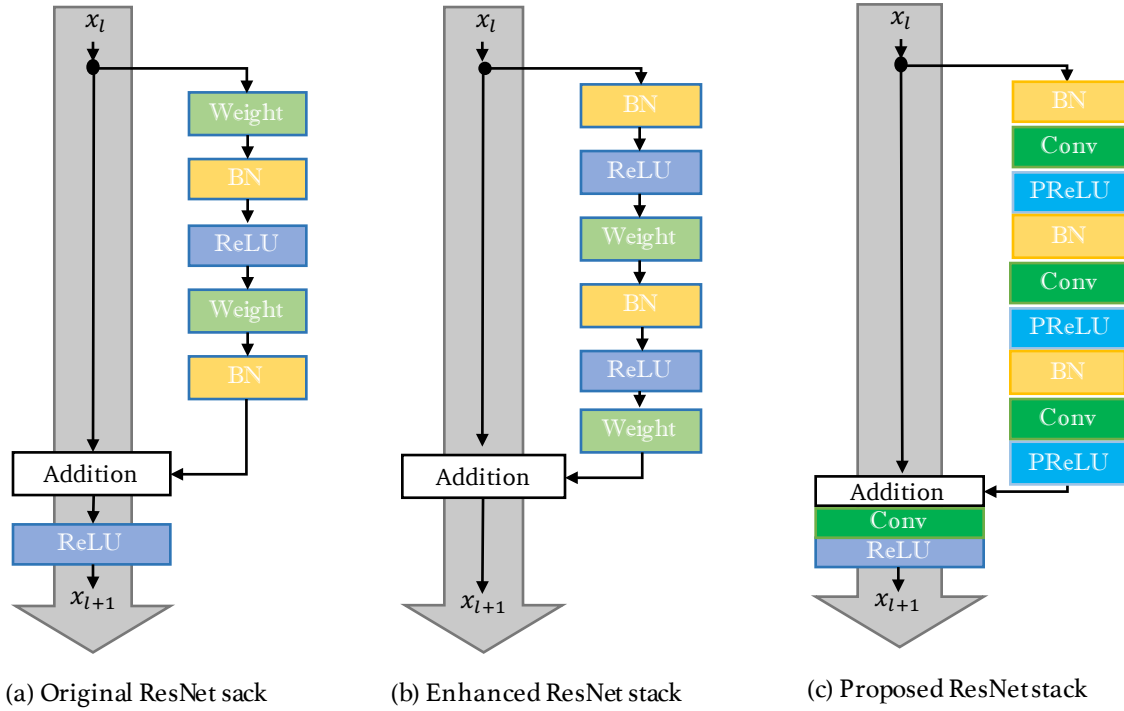 x_l
Weight
BN
ReLU
Weight
BN
Addition
ReLU
x_{l+1}
(a) Original ResNet sack
x_l
BN
ReLU
Weight
BN
ReLU
Weight
Addition
x_{l+1}
(b) Enhanced ResNet stack
x_l
BN
Conv
PReLU
BN
Conv
PReLU
BN
Conv
PReLU
Addition
Conv
ReLU
x_{l+1}
(c) Proposed ResNet stack